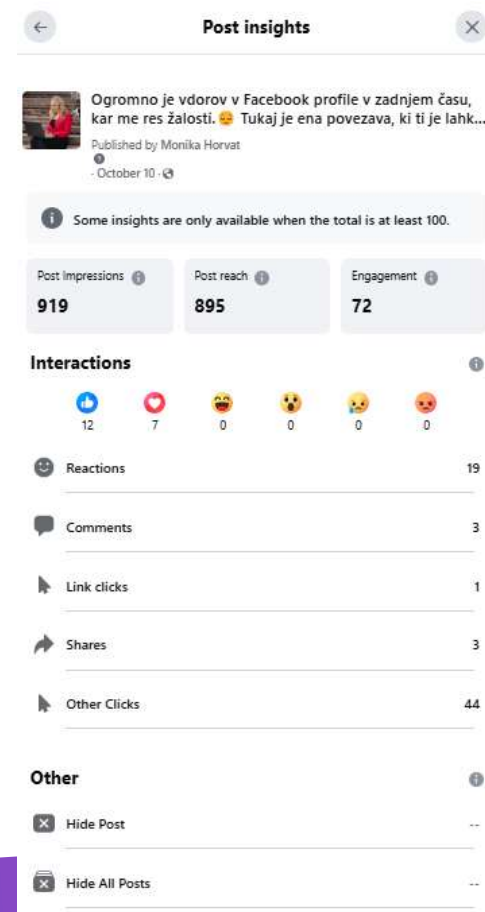 Post insights
Ogromno je vdorov v Facebook profile v zadnjem času,
kar me res žalosti. 😔 Tukaj je ena povezava, ki ti je lahk...
Published by Monika Horvat
· October 10 ·
Some insights are only available when the total is at least 100.
Post Impressions Post reach Engagement
919 895 72
Interactions
12 7 0 0 0 0
Reactions 19
Comments 3
Link clicks 1
Shares 3
Other Clicks 44
Other
Hide Post --
Hide All Posts --